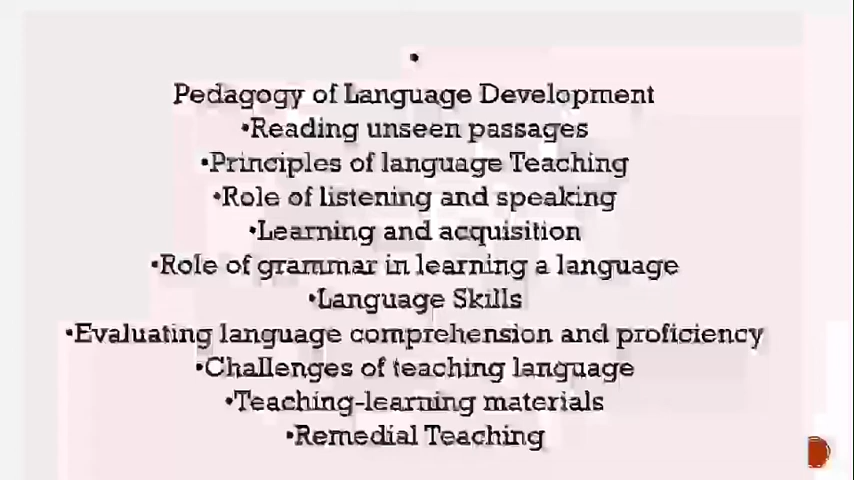 •
Pedagogy of Language Development
•Reading unseen passages
•Principles of language Teaching
•Role of listening and speaking
•Learning and acquisition
•Role of grammar in learning a language
•Language Skills
•Evaluating language comprehension and proficiency
•Challenges of teaching language
•Teaching-learning materials
•Remedial Teaching